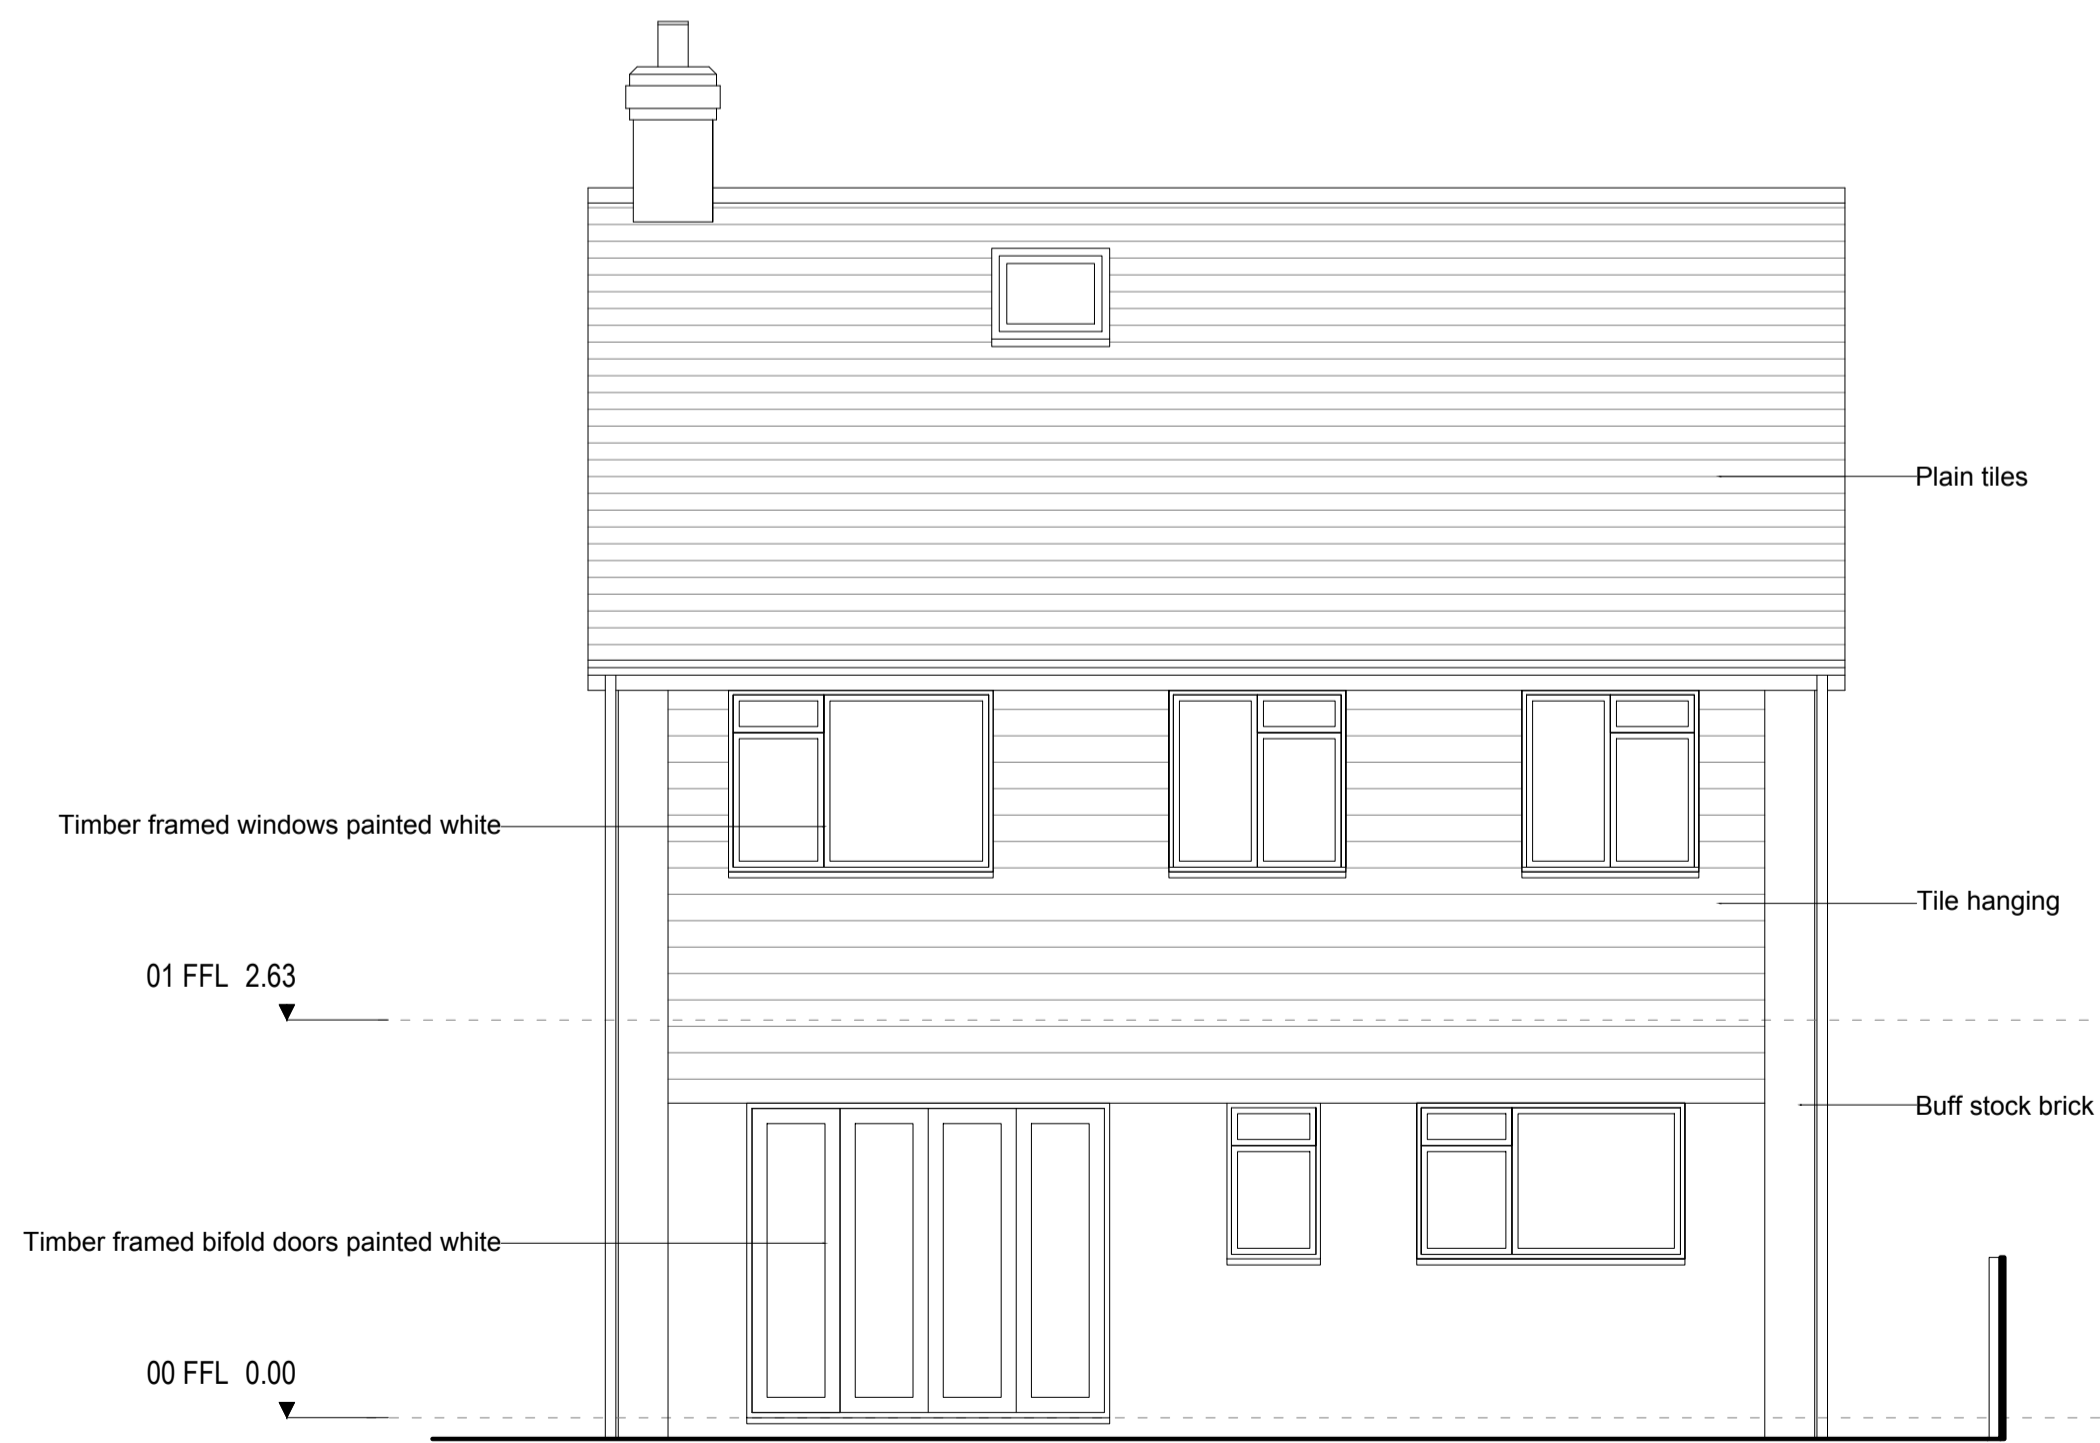 Plain tiles
Timber framed windows painted white
Tile hanging
01 FFL 2.63
Buff stock brick
Timber framed bifold doors painted white
00 FFL 0.00